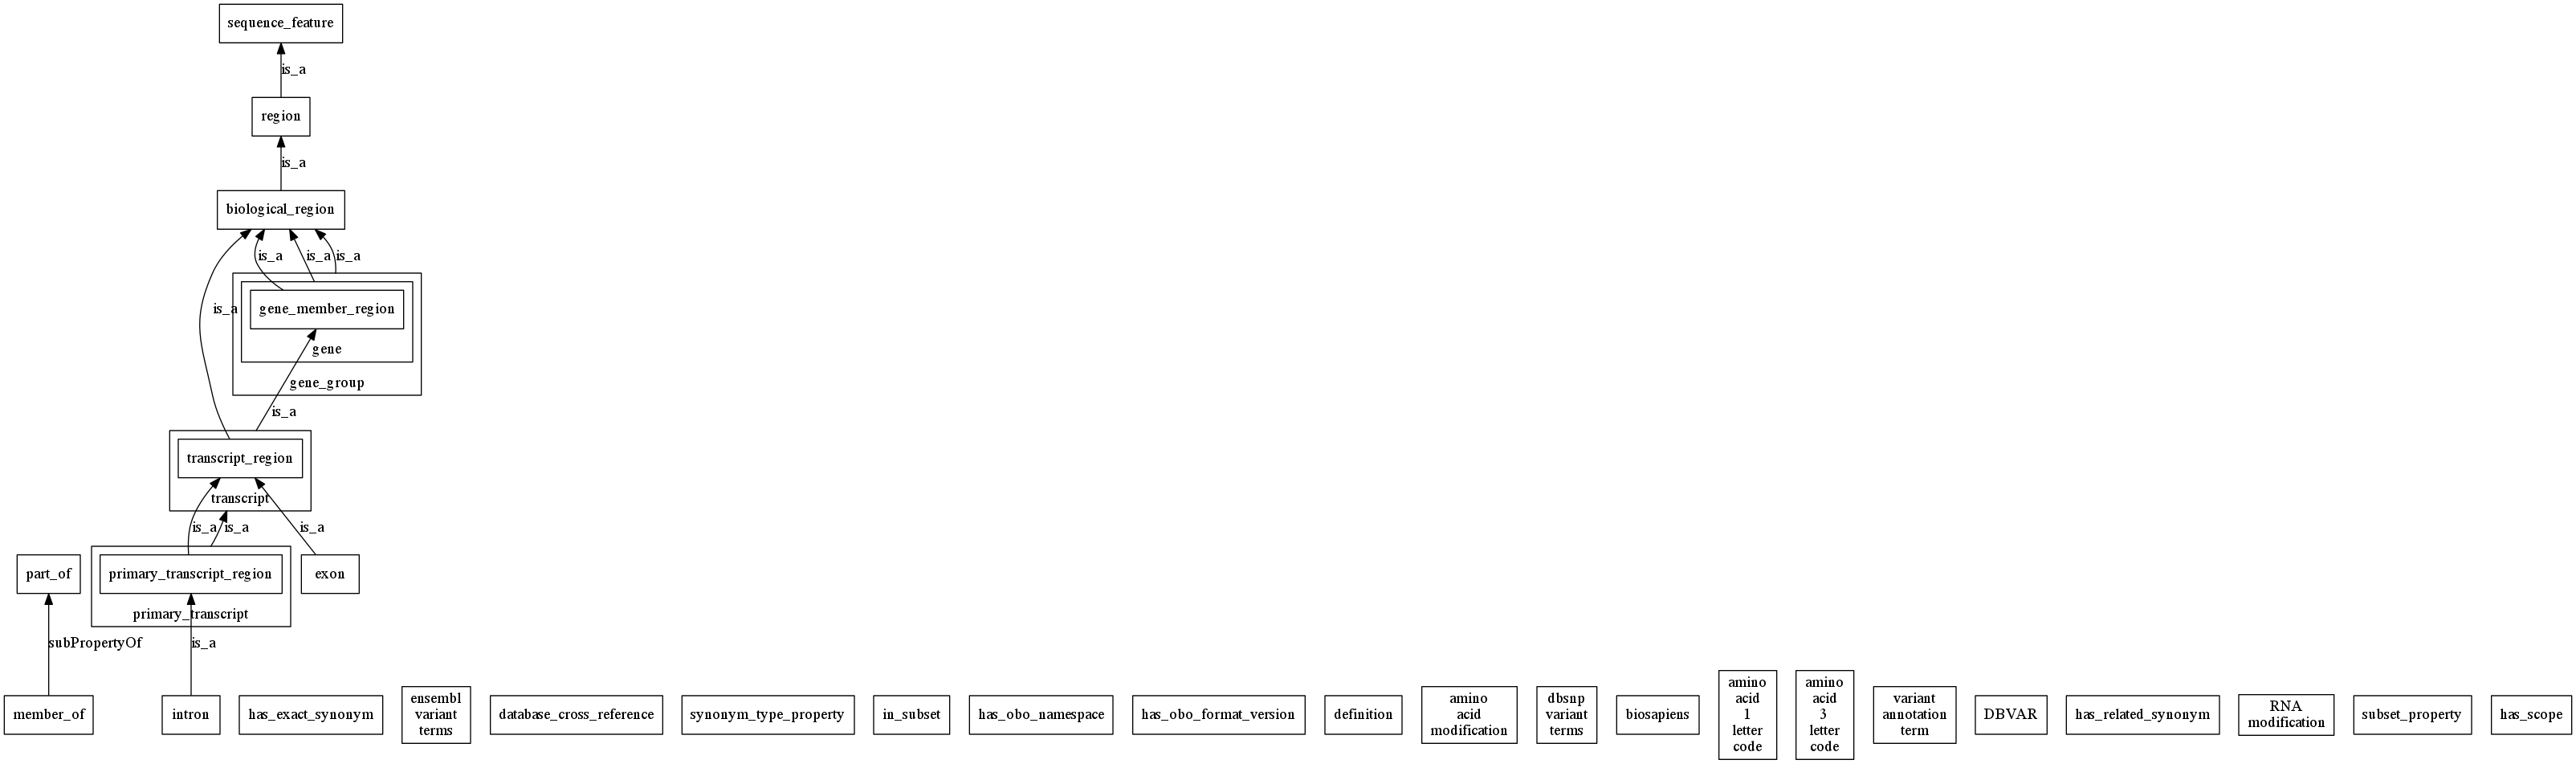 sequence_feature
is_a
region
is_a
biological_region
is_a
is_a
is_a
is_a
gene_member_region
gene
gene_group
is_a
transcript_region
transcript
is_a
is_a
is_a
part_of
primary_transcript_region
exon
primary_transcript
subPropertyOf
is_a
member_of
intron
has_exact_synonym
ensembl
variant
terms
database_cross_reference
synonym_type_property
in_subset
has_obo_namespace
has_obo_format_version
definition
amino
acid
modification
dbsnp
variant
terms
biosapiens
amino
acid
1
letter
code
amino
acid
3
letter
code
variant
annotation
term
DBVAR
has_related_synonym
RNA
modification
subset_property
has_scope